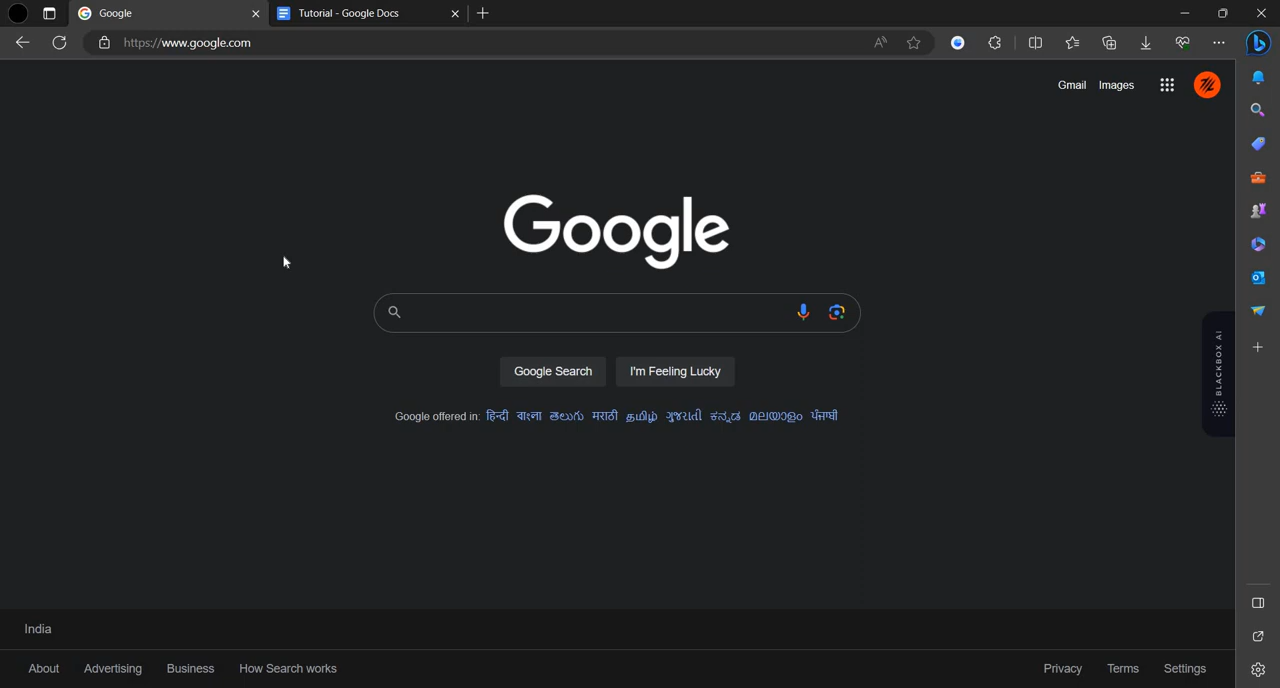 Google
Tutorial - Google Docs
https://www.google.com
Gmail Images
Google
Google Search
I'm Feeling Lucky
Google offered in: हिन्दी বাংলা తెలుగు मराठी தமிழ் ગુજરાતી ಕನ್ನಡ മലയാളം ਪੰਜਾਬੀ
BLACKBOX AI
India
About Advertising Business How Search works
Privacy Terms Settings